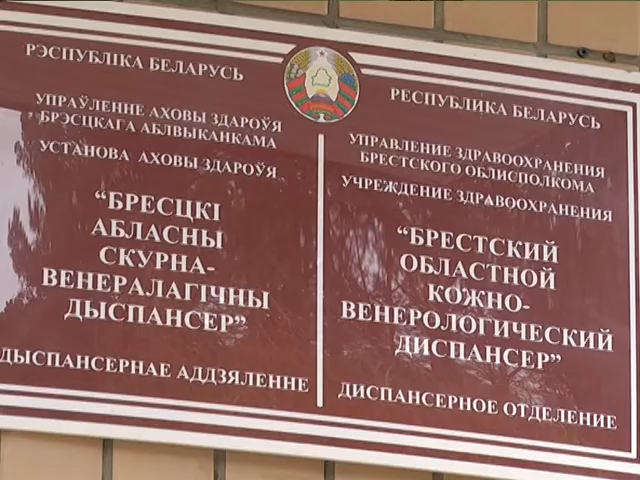 РЭСПУБЛІКА БЕЛАРУСЬ
УПРАЎЛЕННЕ АХОВЫ ЗДАРОЎЯ
БРЭСЦКАГА АБЛВЫКАНКАМА
УСТАНОВА АХОВЫ ЗДАРОЎЯ
“БРЕСЦКІ
АБЛАСНЫ
СКУРНА-
ВЕНЕРАЛАГІЧНЫ
ДЫСПАНСЕР”
ДЫСПАНСЕРНАЕ АДДЗЯЛЕННЕ
РЕСПУБЛИКА БЕЛАРУСЬ
УПРАВЛЕНИЕ ЗДРАВООХРАНЕНИЯ
БРЕСТСКОГО ОБЛИСПОЛКОМА
УЧРЕЖДЕНИЕ ЗДРАВООХРАНЕНИЯ
“БРЕСТСКИЙ
ОБЛАСТНОЙ
КОЖНО-
ВЕНЕРОЛОГИЧЕСКИЙ
ДИСПАНСЕР”
ДИСПАНСЕРНОЕ ОТДЕЛЕНИЕ